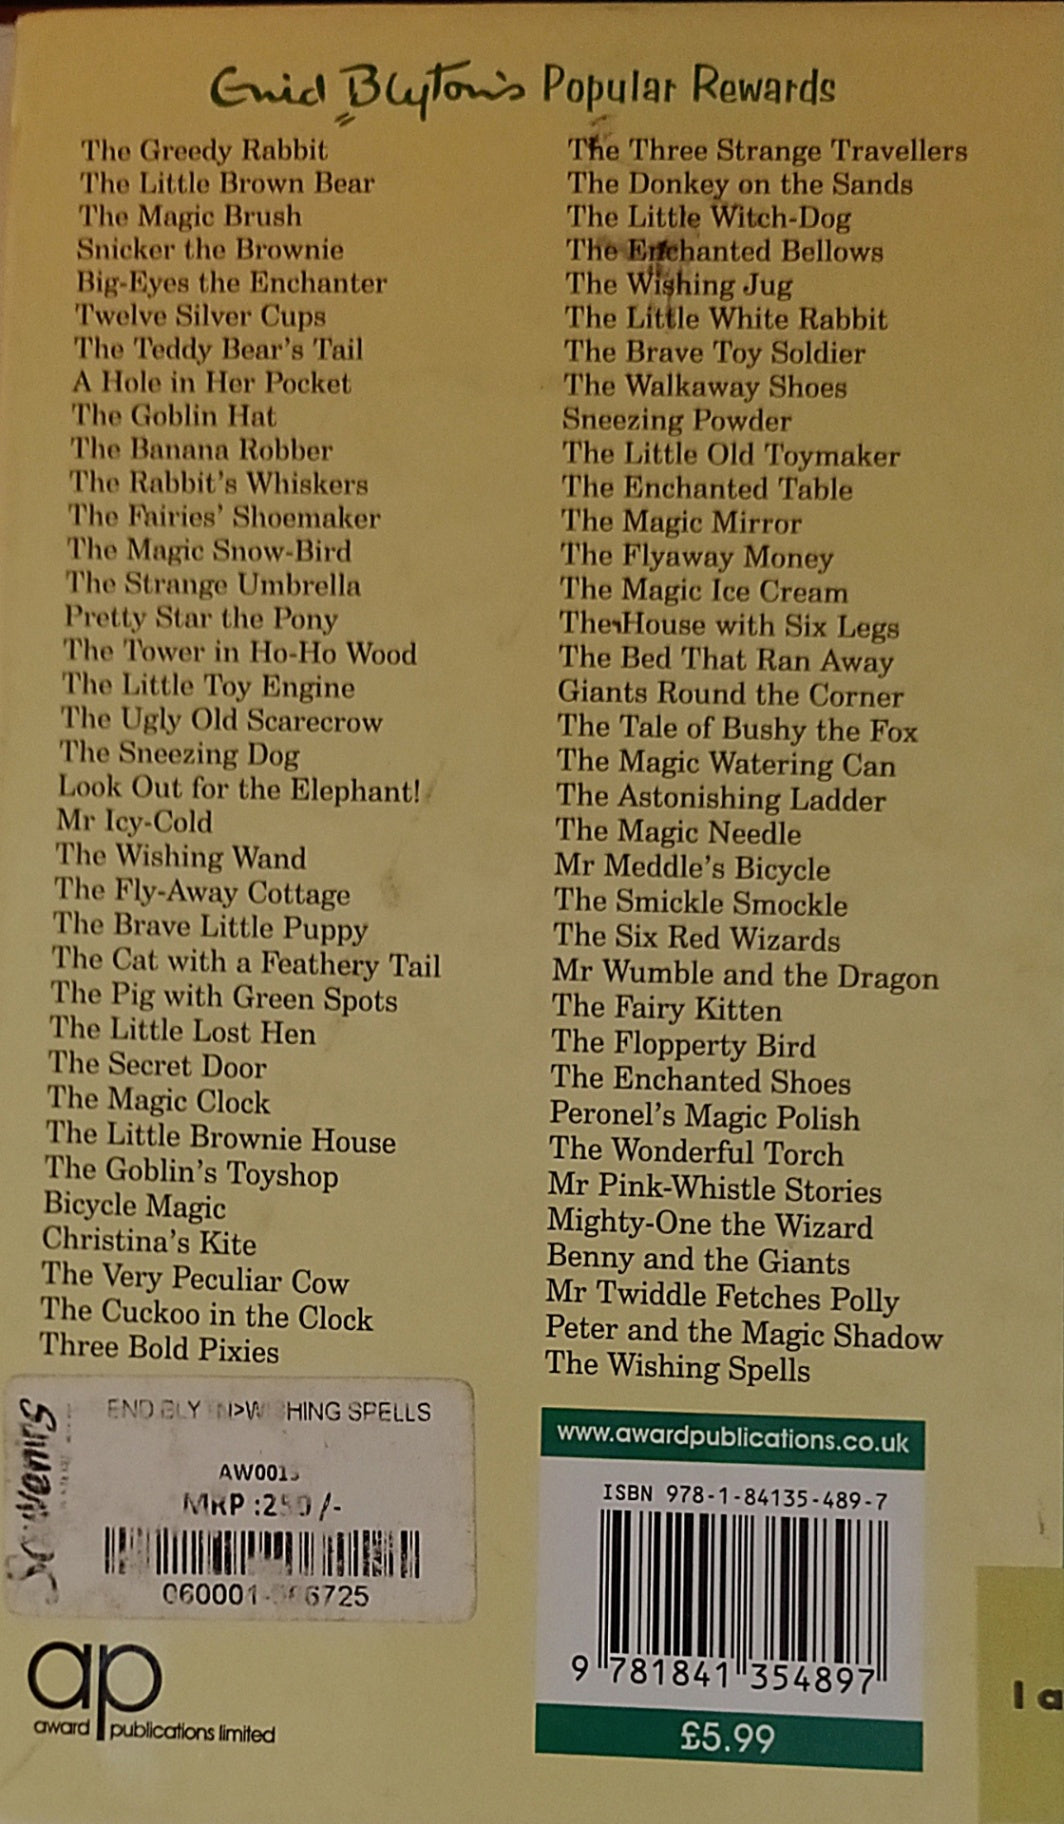 Enid Blyton's Popular Rewards
The Greedy Rabbit
The Little Brown Bear
The Magic Brush
Snicker the Brownie
Big-Eyes the Enchanter
Twelve Silver Cups
The Teddy Bear's Tail
A Hole in Her Pocket
The Goblin Hat
The Banana Robber
The Rabbit's Whiskers
The Fairies' Shoemaker
The Magic Snow-Bird
The Strange Umbrella
Pretty Star the Pony
The Tower in Ho-Ho Wood
The Little Toy Engine
The Ugly Old Scarecrow
The Sneezing Dog
Look Out for the Elephant!
Mr Icy-Cold
The Wishing Wand
The Fly-Away Cottage
The Brave Little Puppy
The Cat with a Feathery Tail
The Pig with Green Spots
The Little Lost Hen
The Secret Door
The Magic Clock
The Little Brownie House
The Goblin's Toyshop
Bicycle Magic
Christina's Kite
The Very Peculiar Cow
The Cuckoo in the Clock
Three Bold Pixies
The Three Strange Travellers
The Donkey on the Sands
The Little Witch-Dog
The Enchanted Bellows
The Wishing Jug
The Little White Rabbit
The Brave Toy Soldier
The Walkaway Shoes
Sneezing Powder
The Little Old Toymaker
The Enchanted Table
The Magic Mirror
The Flyaway Money
The Magic Ice Cream
The House with Six Legs
The Bed That Ran Away
Giants Round the Corner
The Tale of Bushy the Fox
The Magic Watering Can
The Astonishing Ladder
The Magic Needle
Mr Meddle's Bicycle
The Smickle Smockle
The Six Red Wizards
Mr Wumble and the Dragon
The Fairy Kitten
The Flopperty Bird
The Enchanted Shoes
Peronel's Magic Polish
The Wonderful Torch
Mr Pink-Whistle Stories
Mighty-One the Wizard
Benny and the Giants
Mr Twiddle Fetches Polly
Peter and the Magic Shadow
The Wishing Spells
SPELLS
MRP
award publications limited
ap
www.awardpublications.co.uk
ISBN 978-1-84135-489-7
9 781841 354897
£5.99